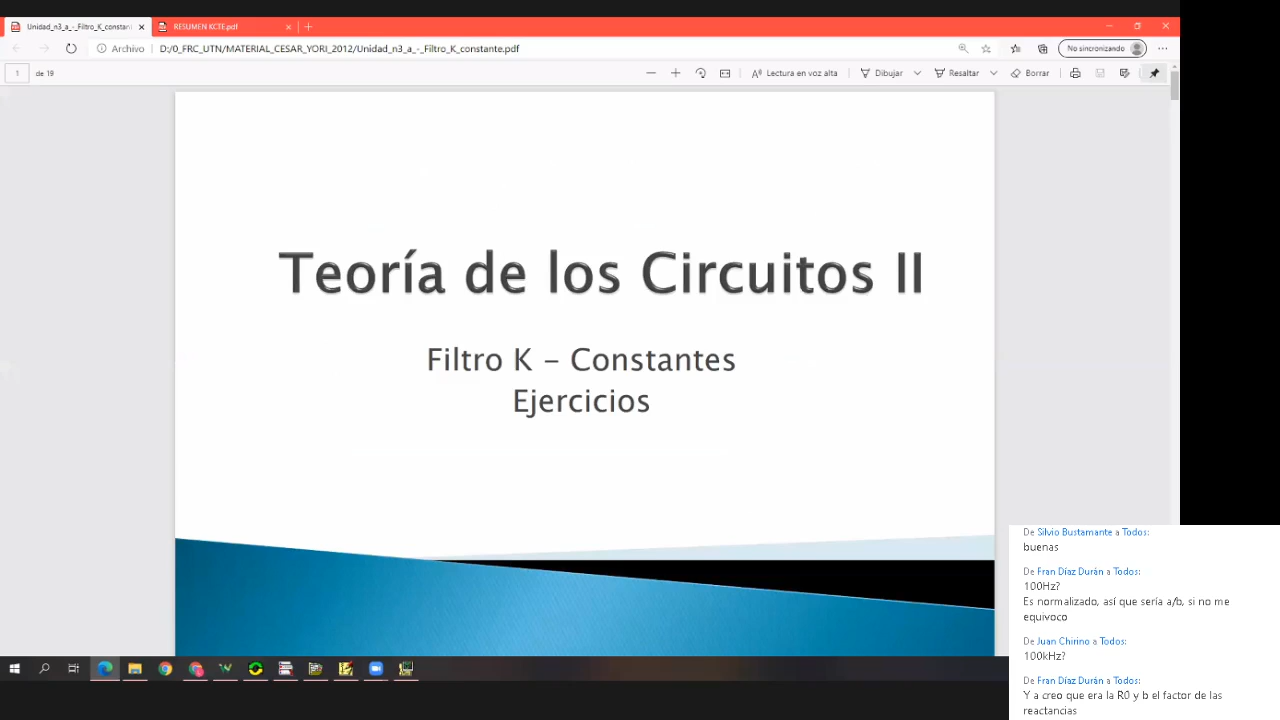 Unidad_n3_a_-_Filtro_K_constan
RESUMEN KCTE.pdf
Archivo
D:/0_FRC_UTN/MATERIAL_CESAR_YORI_2012/Unidad_n3_a_-_Filtro_K_constante.pdf
No sincronizando
1 de 19
Lectura en voz alta
Dibujar
Resaltar
Borrar
Teoría de los Circuitos II
Filtro K – Constantes
Ejercicios
De Silvio Bustamante a Todos:
buenas
De Fran Díaz Durán a Todos:
100Hz?
Es normalizado, así que sería a/b, si no me
equivoco
De Juan Chirino a Todos:
100kHz?
De Fran Díaz Durán a Todos:
Y a creo que era la R0 y b el factor de las
reactancias